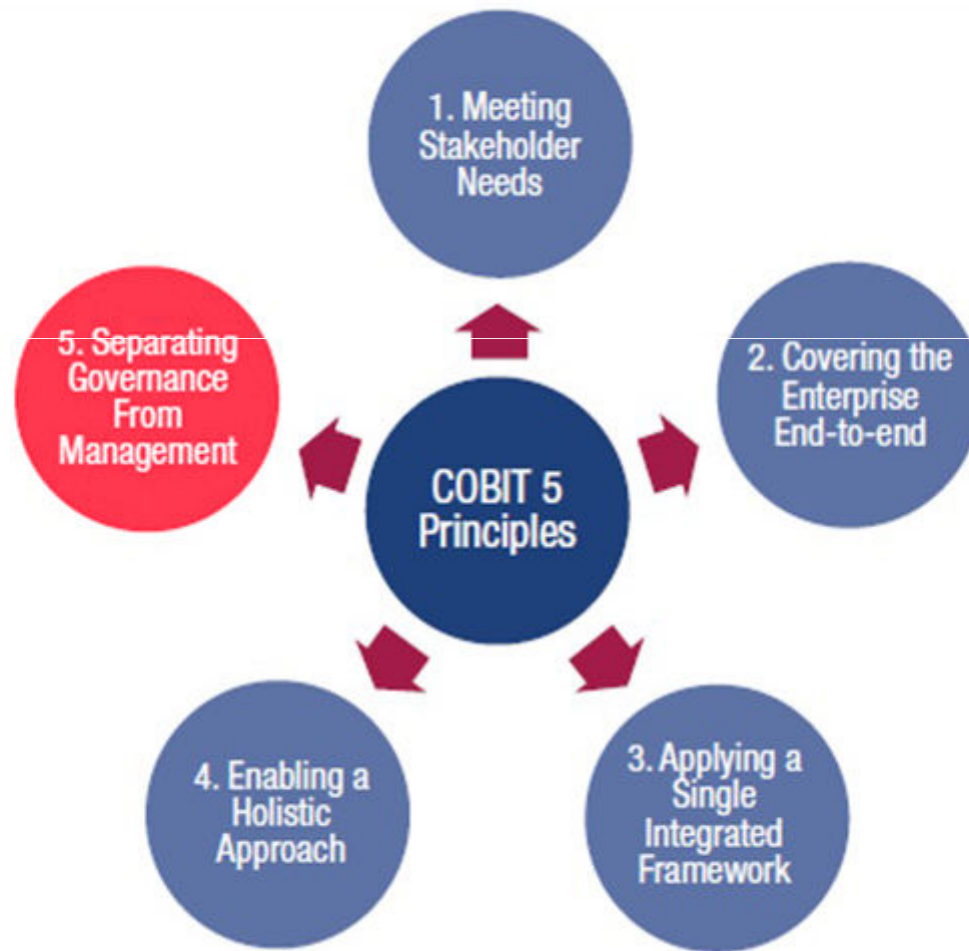 1. Meeting
Stakeholder
Needs
2. Covering the
Enterprise
End-to-end
3. Applying a
Single
Integrated
Framework
4. Enabling a
Holistic
Approach
5. Separating
Governance
From
Management
COBIT 5
Principles